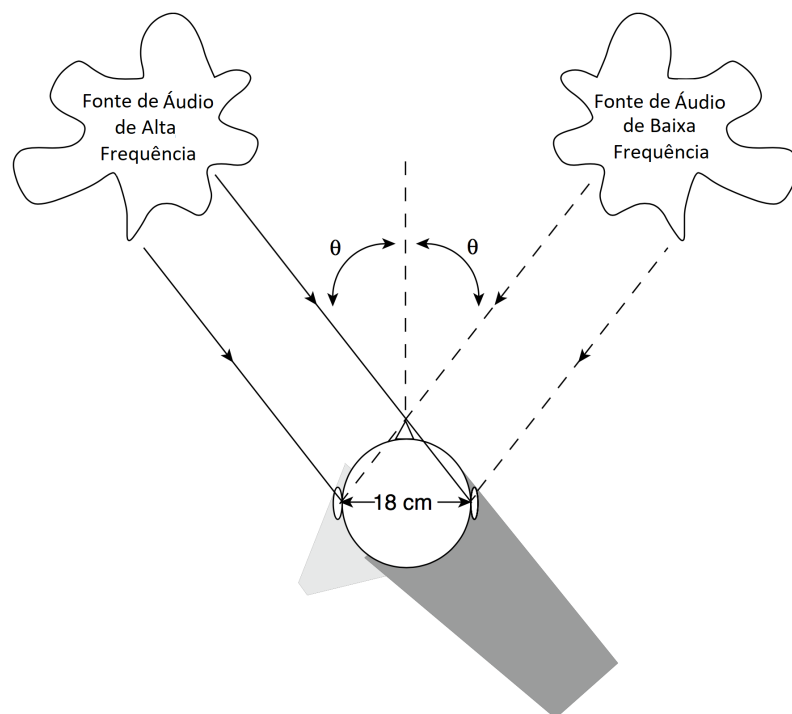 Fonte de Áudio
de Alta
Frequência
Fonte de Áudio
de Baixa
Frequência
θ
θ
18 cm